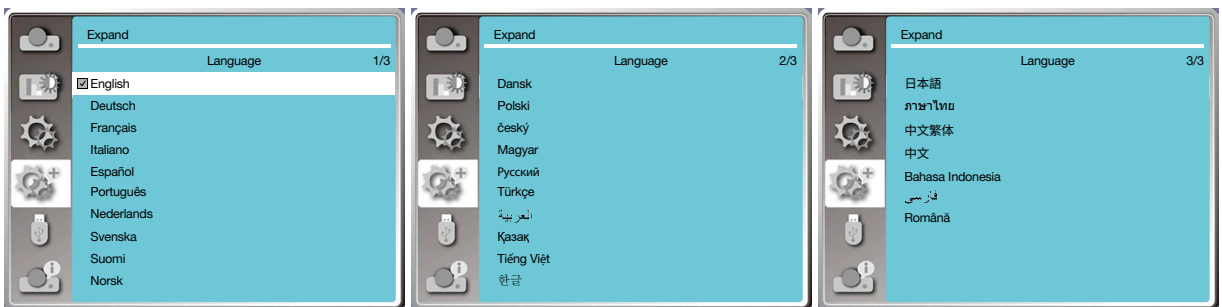 Expand
Language 1/3
English
Deutsch
Français
Italiano
Español
Português
Nederlands
Svenska
Suomi
Norsk
Expand
Language 2/3
Dansk
Polski
český
Magyar
Русский
Türkçe
العربية
Қазақ
Tiếng Việt
한글
Expand
Language 3/3
日本語
ภาษาไทย
中文繁体
中文
Bahasa Indonesia
فارسی
Română